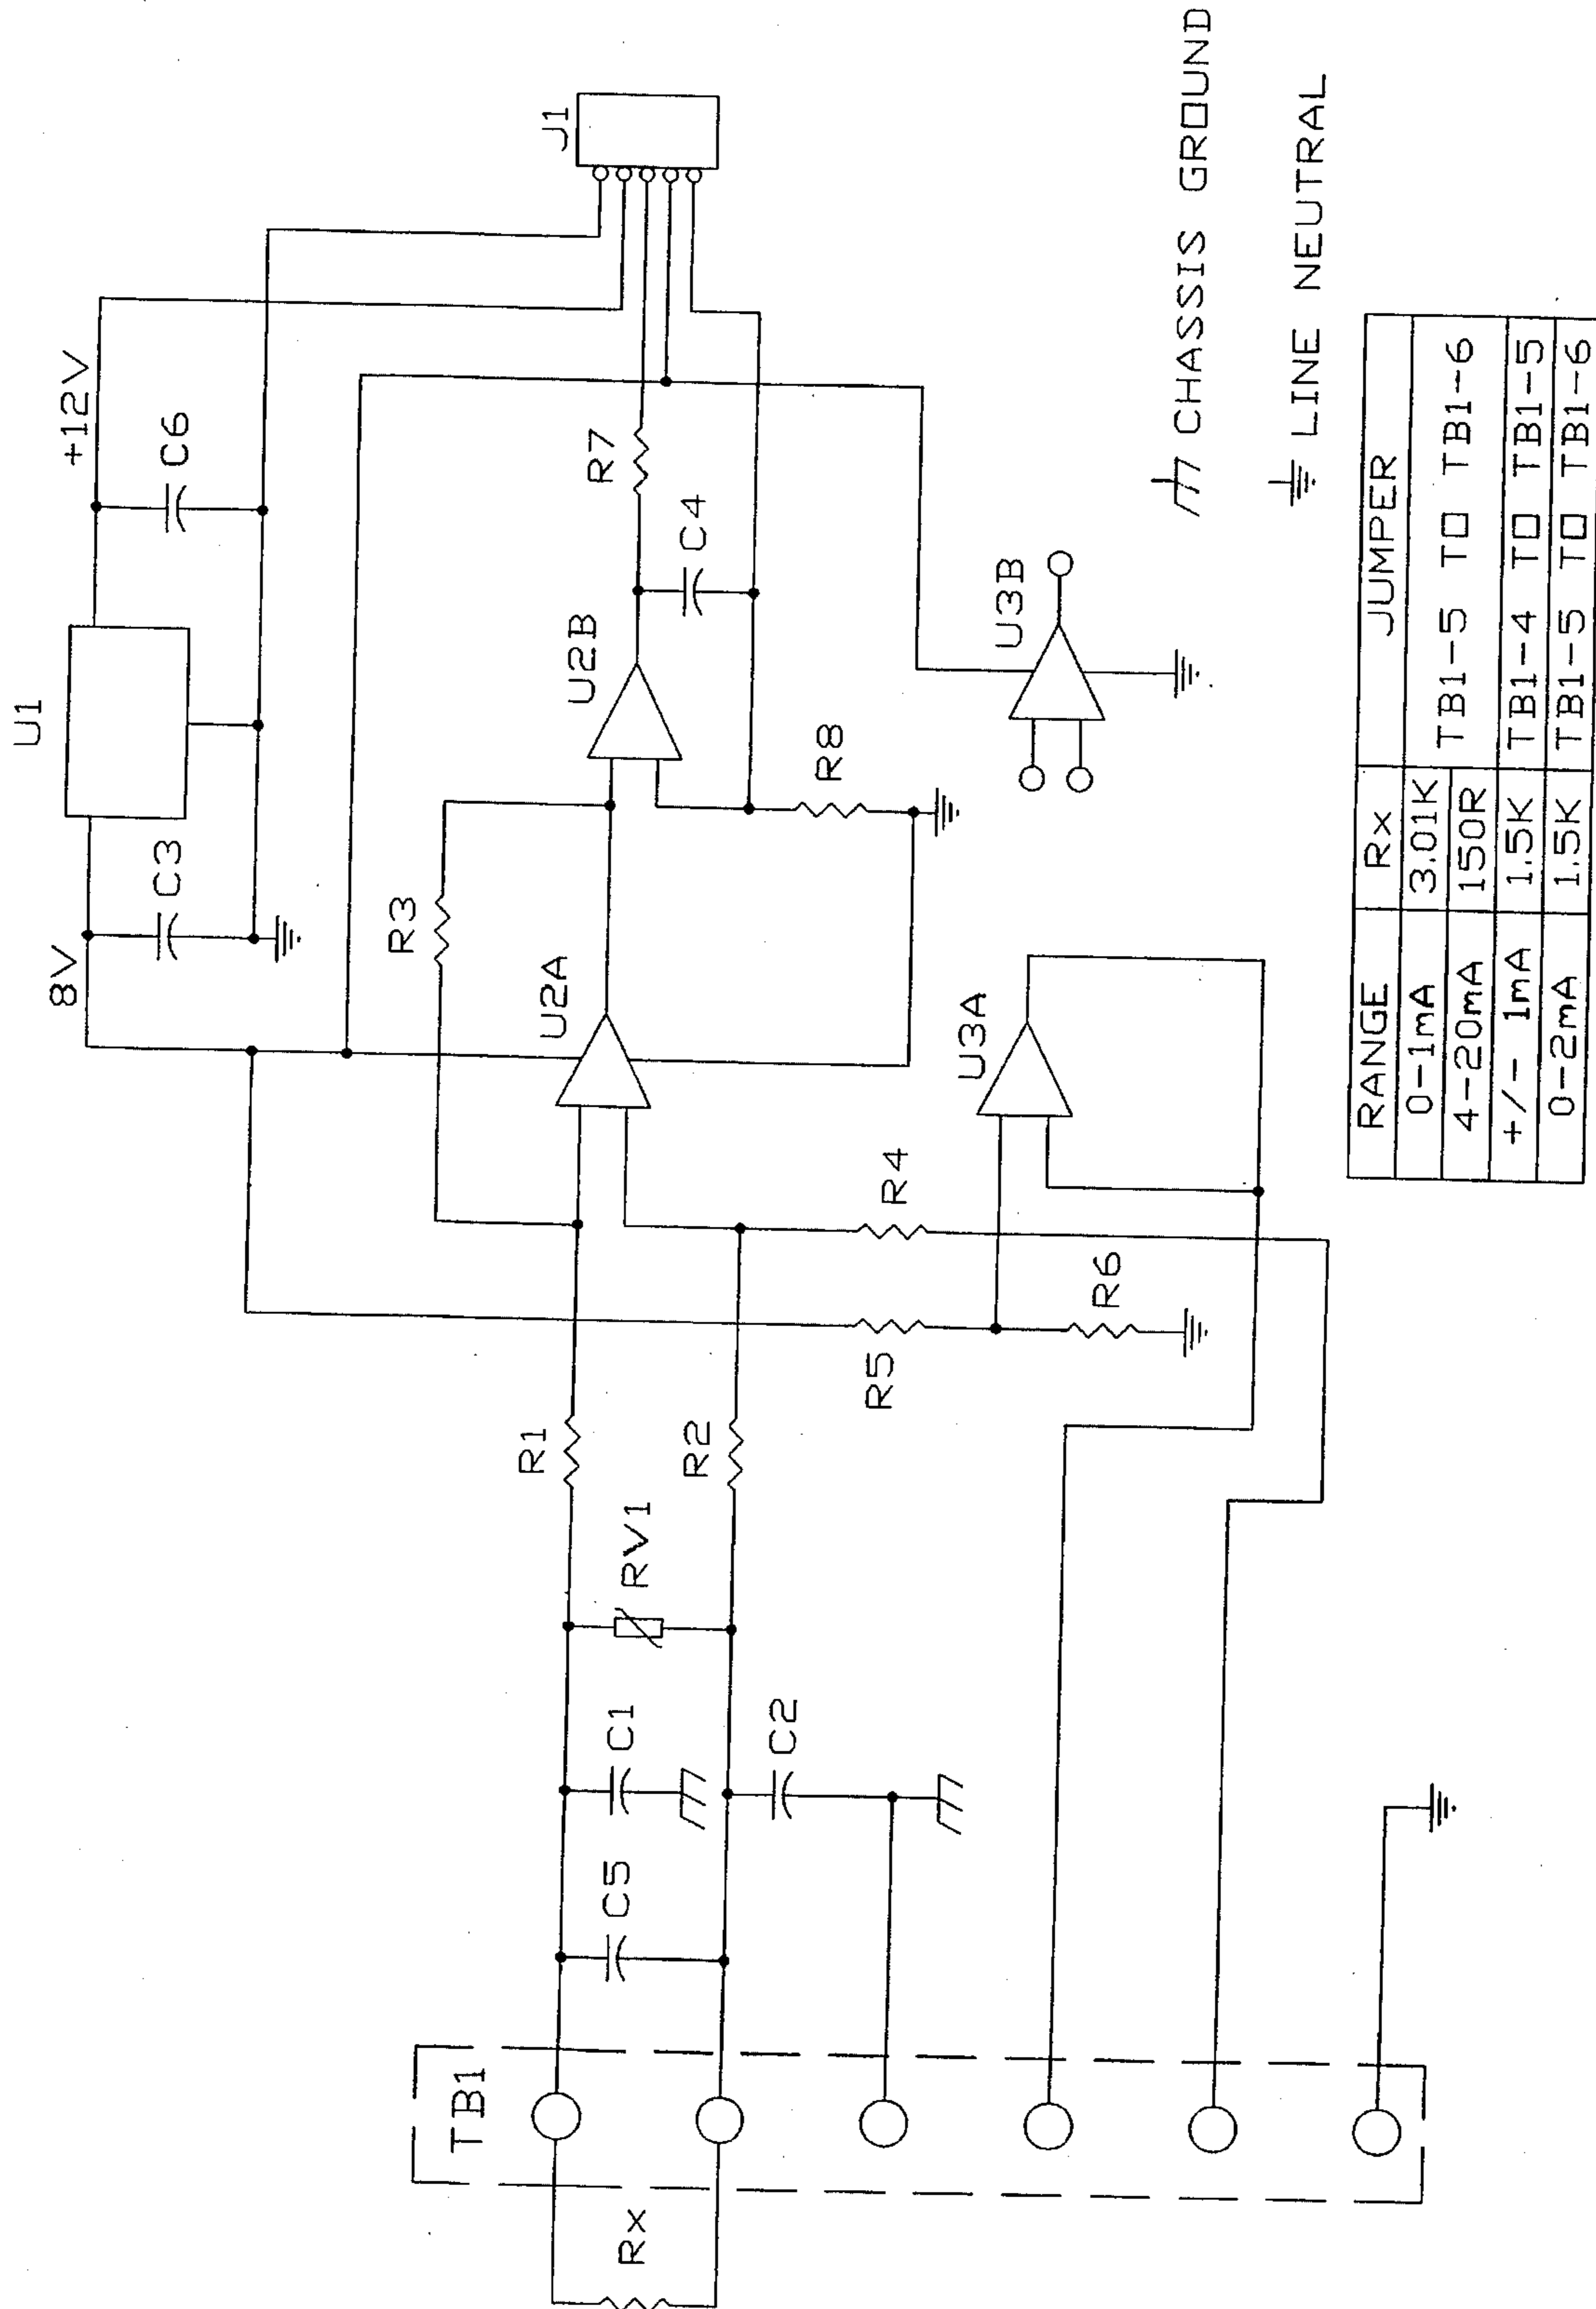 U1
8V
+12V
C3
C6
J1
R3
U2A
U2B
R7
C4
R8
TB1
Rx
C5
C1
RV1
R1
R2
C2
R5
R6
R4
U3A
U3B
CHASSIS GROUND
LINE NEUTRAL
RANGE Rx JUMPER
0-1mA 3.01K TB1-5 TO TB1-6
4-20mA 150R
+/- 1mA 1.5K TB1-4 TO TB1-5
0-2mA 1.5K TB1-5 TO TB1-6